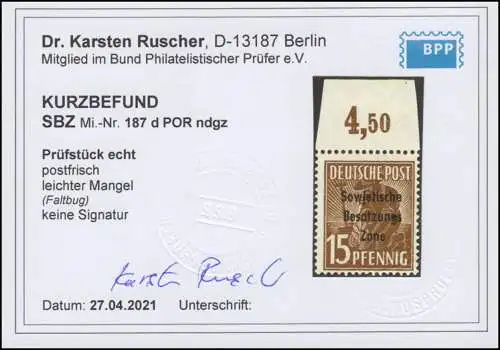 Dr. Karsten Ruscher, D-13187 Berlin
Mitglied im Bund Philatelistischer Prüfer e.V.
BPP
KURZBEFUND
SBZ Mi.-Nr. 187 d POR ndgz
Prüfstück echt
postfrisch
leichter Mangel
(Faltbug)
keine Signatur
4,50
DEUTSCHE POST
Sowjetische
Besatzungs
Zone
15 PFENNIG
Karsten Ruscher
Datum: 27.04.2021 Unterschrift: